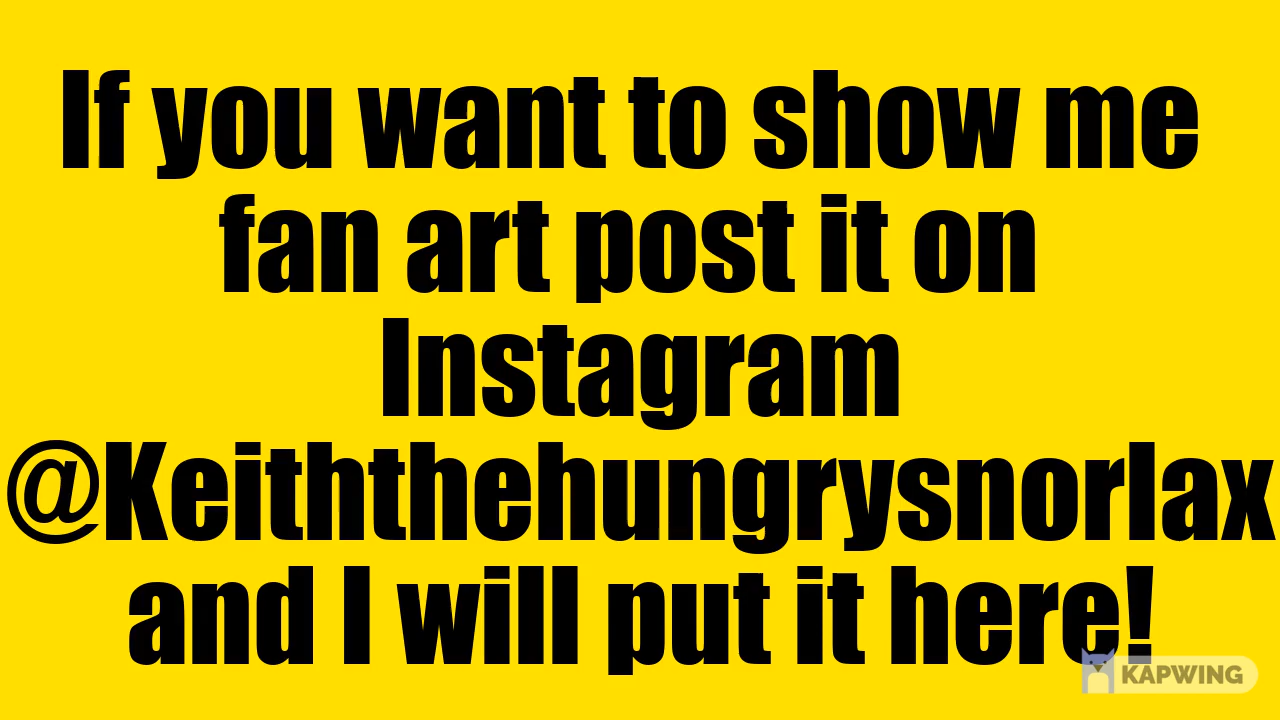 If you want to show me
fan art post it on
Instagram
@Keiththehungrysnorlax
and I will put it here!
KAPWING